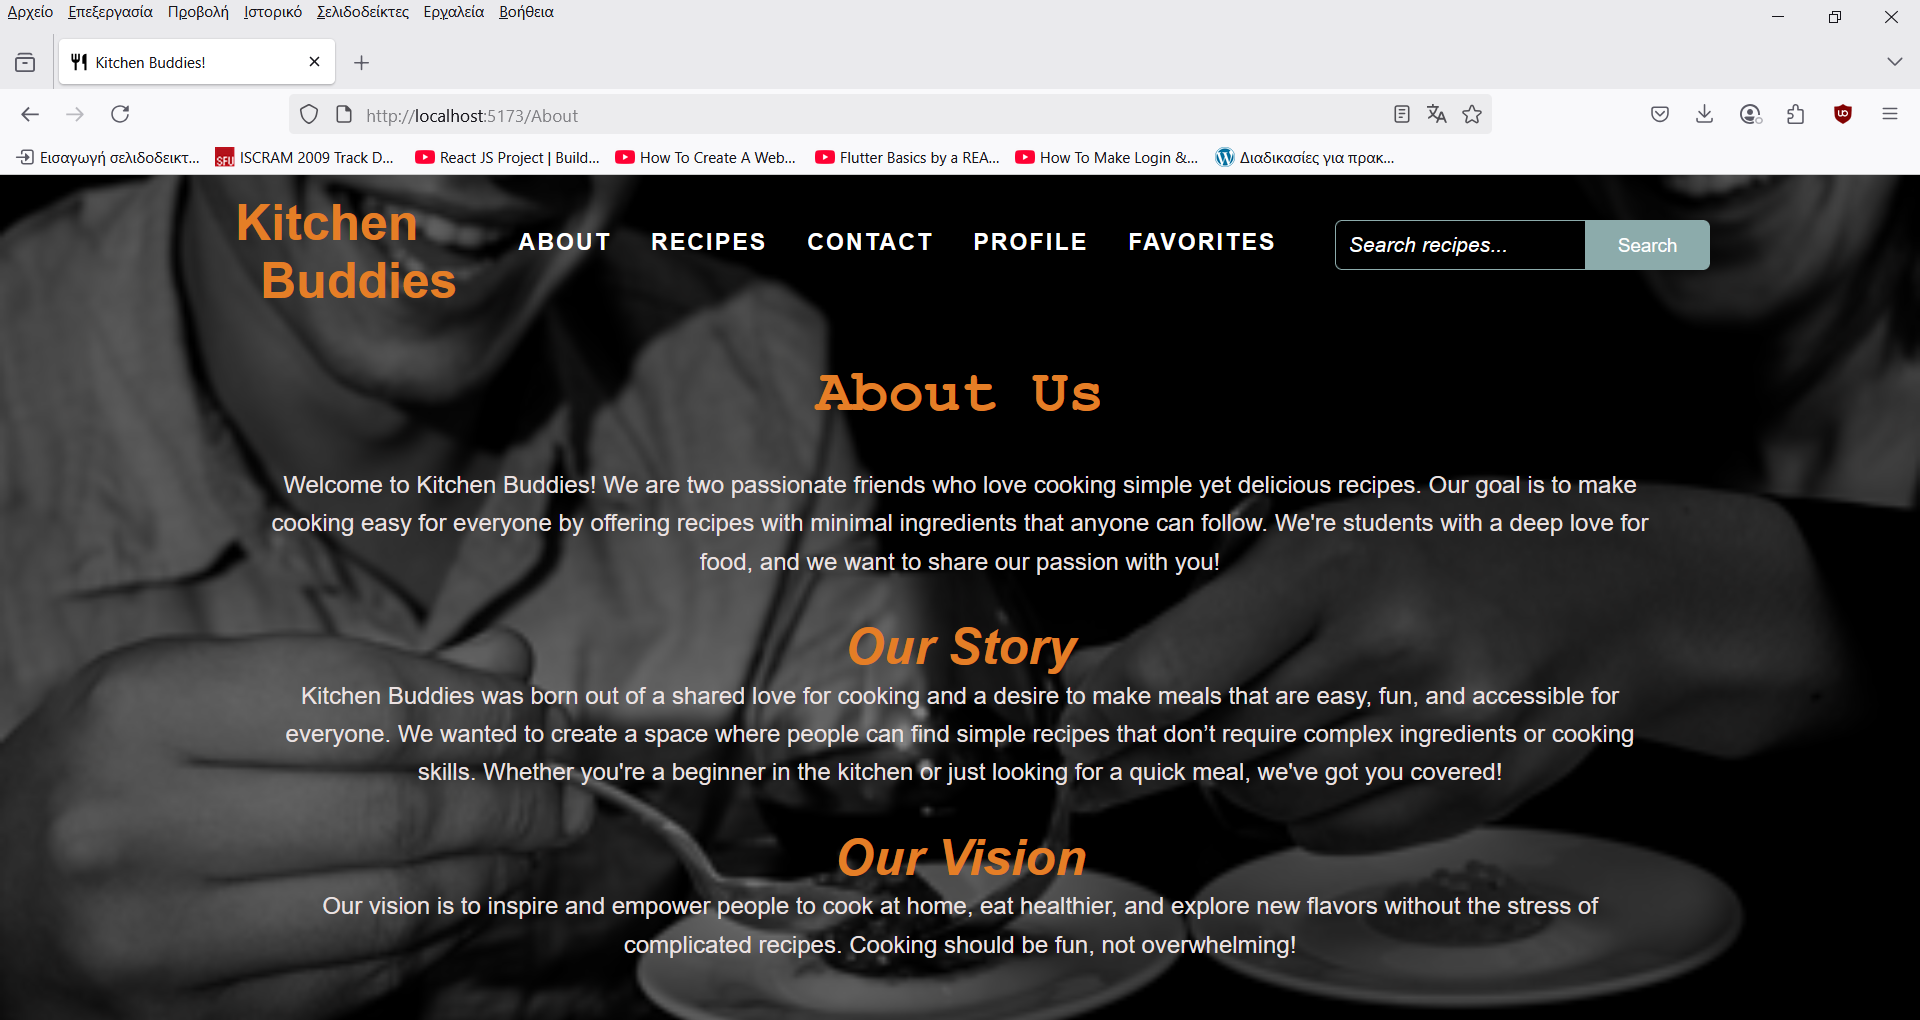 Αρχείο Επεξεργασία Προβολή Ιστορικό Σελιδοδείκτες Εργαλεία Βοήθεια
Kitchen Buddies!
http://localhost:5173/About
Εισαγωγή σελιδοδεικτ... SFU ISCRAM 2009 Track D... React JS Project | Build... How To Create A Web... Flutter Basics by a REA... How To Make Login &... Διαδικασίες για πρακ...
Kitchen
Buddies
ABOUT RECIPES CONTACT PROFILE FAVORITES
Search recipes... Search
About Us
Welcome to Kitchen Buddies! We are two passionate friends who love cooking simple yet delicious recipes. Our goal is to make
cooking easy for everyone by offering recipes with minimal ingredients that anyone can follow. We're students with a deep love for
food, and we want to share our passion with you!
Our Story
Kitchen Buddies was born out of a shared love for cooking and a desire to make meals that are easy, fun, and accessible for
everyone. We wanted to create a space where people can find simple recipes that don’t require complex ingredients or cooking
skills. Whether you're a beginner in the kitchen or just looking for a quick meal, we've got you covered!
Our Vision
Our vision is to inspire and empower people to cook at home, eat healthier, and explore new flavors without the stress of
complicated recipes. Cooking should be fun, not overwhelming!